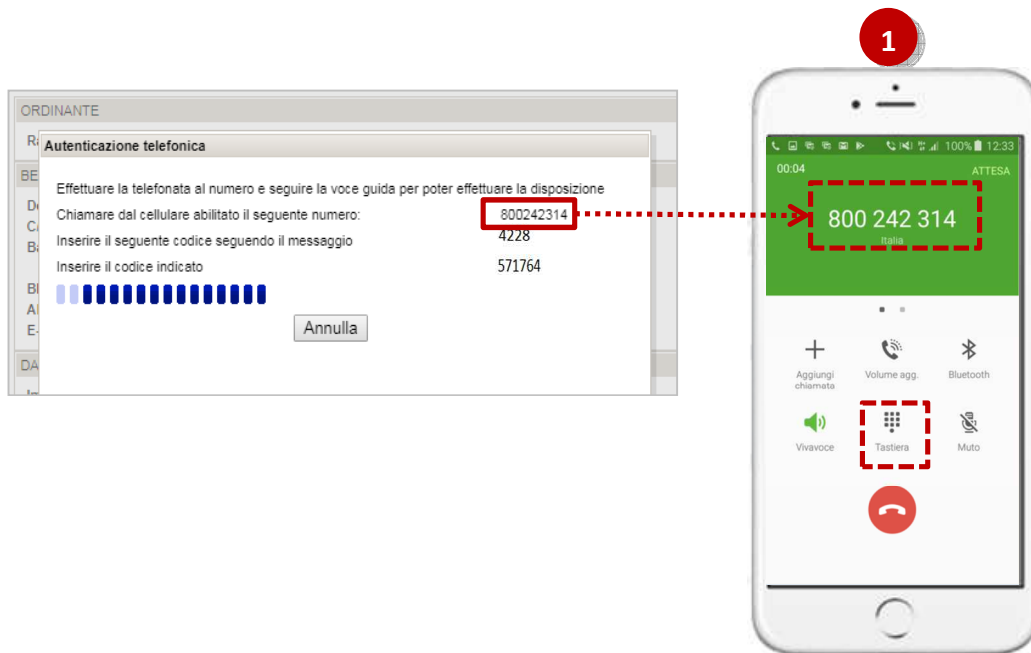 1
ORDINANTE
Autenticazione telefonica
Effettuare la telefonata al numero e seguire la voce guida per poter effettuare la disposizione
Chiamare dal cellulare abilitato il seguente numero: 800242314
Inserire il seguente codice seguendo il messaggio 4228
Inserire il codice indicato 571764
Annulla
BE
DA
E-
100% 12:33
00:04 ATTESA
800 242 314
Italia
Aggiungi chiamata
Volume agg.
Bluetooth
Vivavoce
Tastiera
Muto